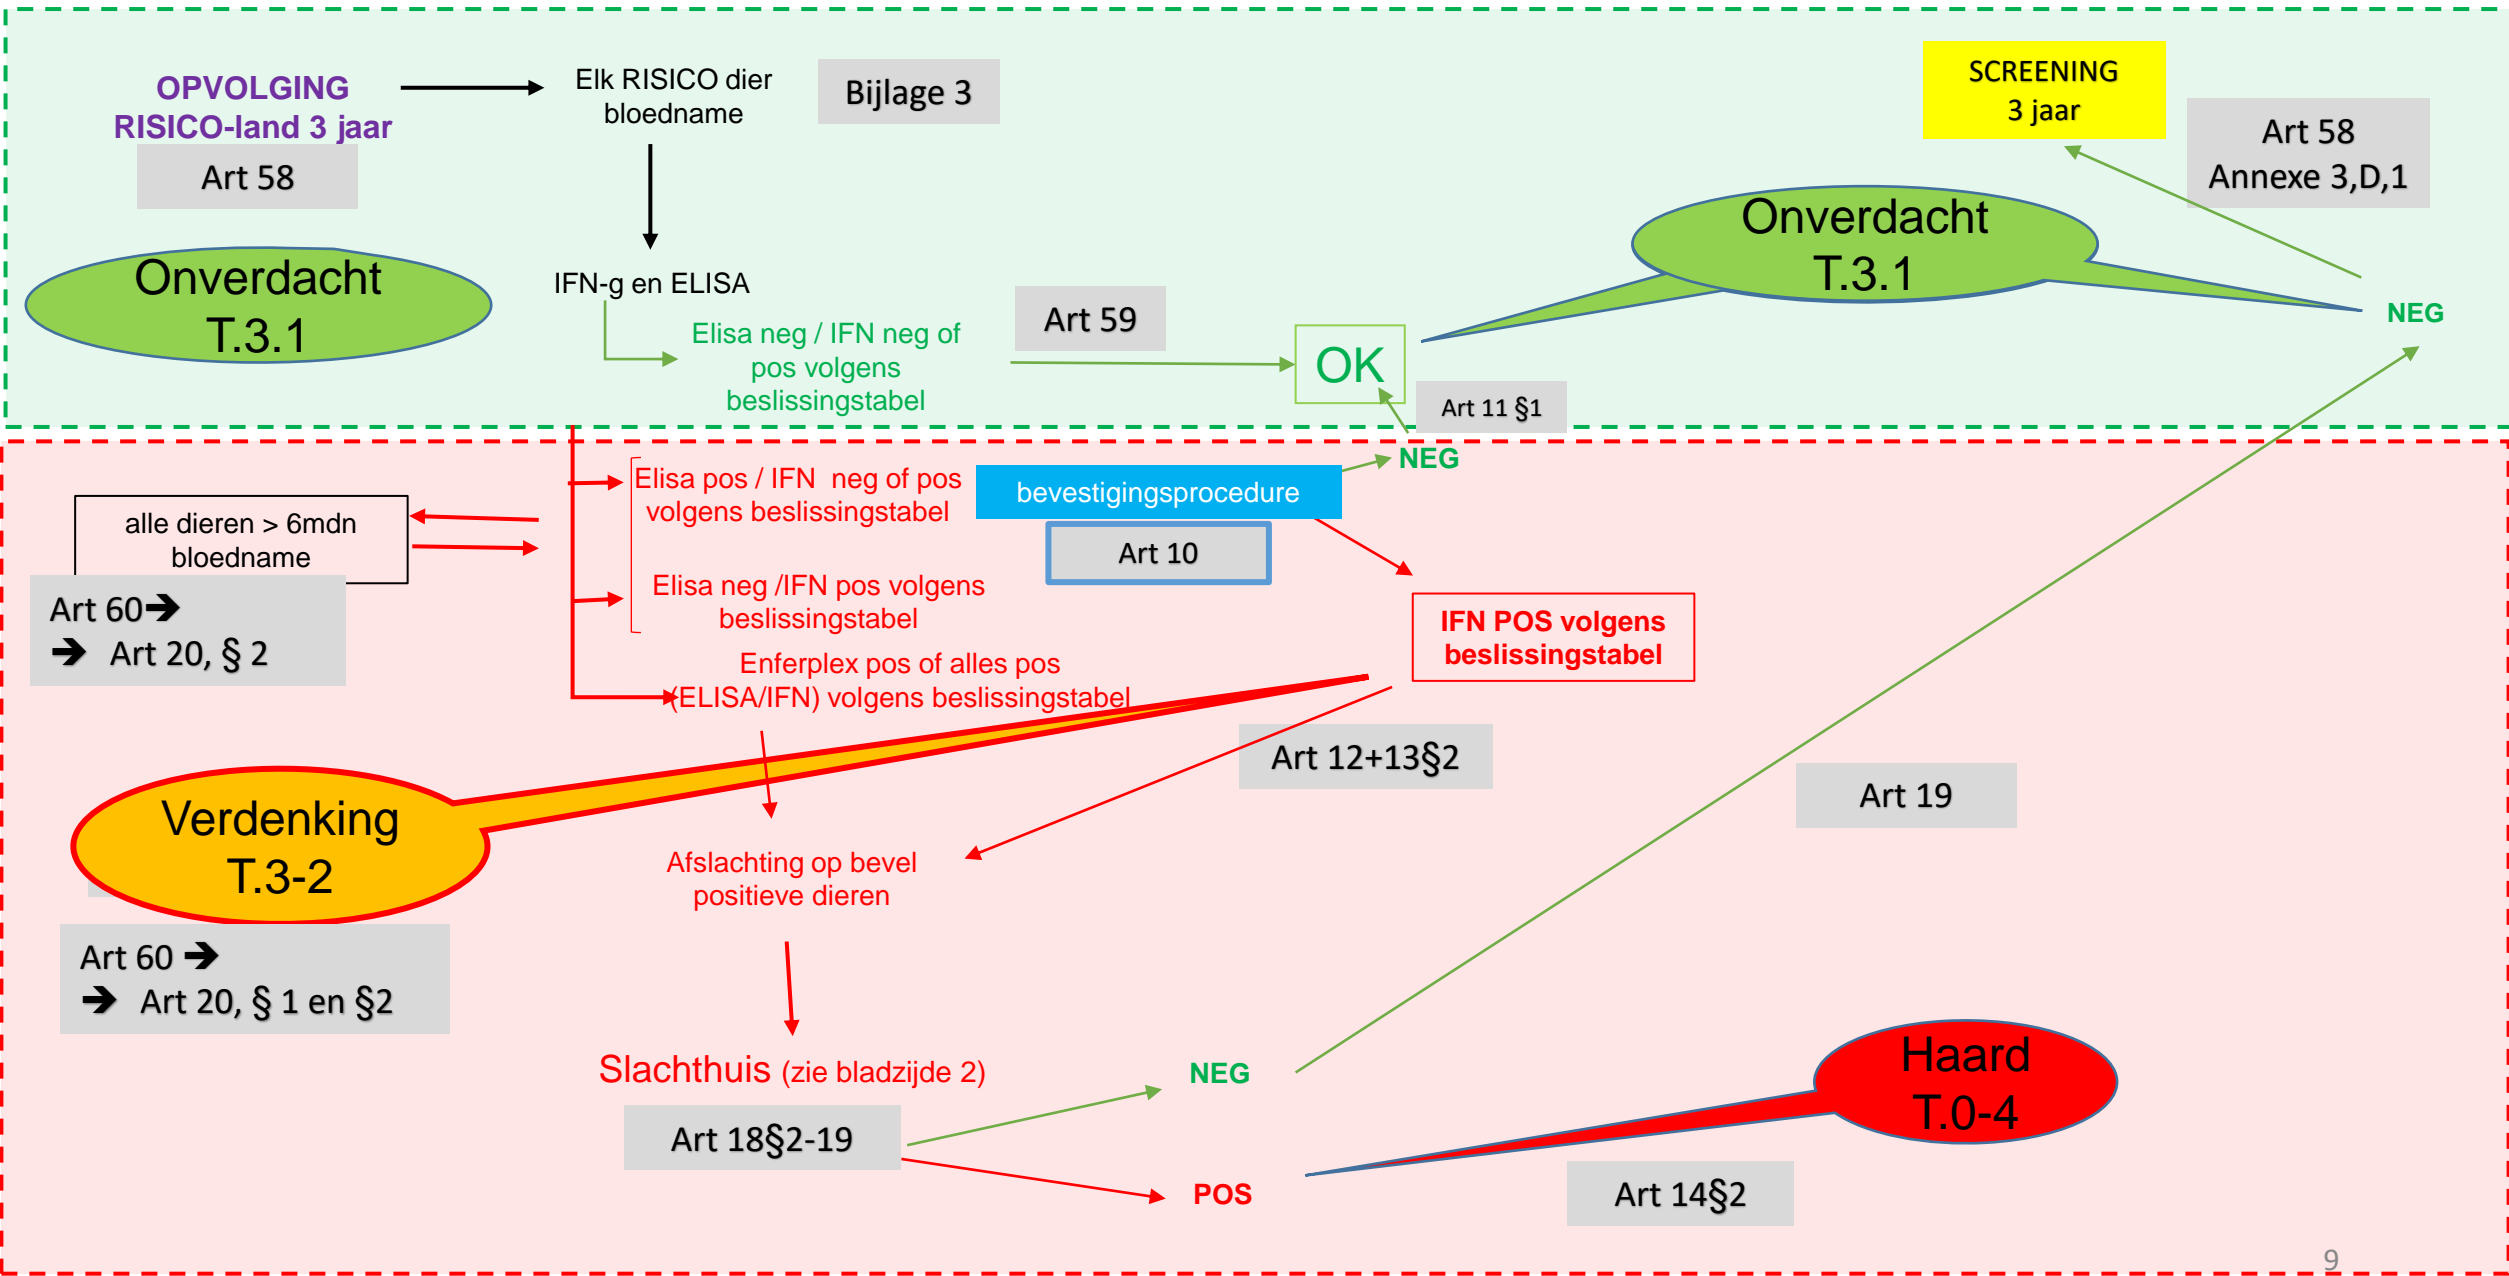 OPVOLGING
RISICO-land 3 jaar
Art 58
Elk RISICO dier
bloedname
Bijlage 3
SCREENING
3 jaar
Art 58
Annexe 3,D,1
Onverdacht
T.3.1
IFN-g en ELISA
Elisa neg / IFN neg of
pos volgens
beslissingstabel
Art 59
OK
Art 11 §1
Onverdacht
T.3.1
NEG
NEG
Elisa pos / IFN neg of pos
volgens beslissingstabel
bevestigingsprocedure
Art 10
alle dieren > 6mdn
bloedname
Art 60➔
➔ Art 20, § 2
Elisa neg /IFN pos volgens
beslissingstabel
IFN POS volgens
beslissingstabel
Enferplex pos of alles pos
(ELISA/IFN) volgens beslissingstabel
Art 12+13§2
Art 19
Verdenking
T.3-2
Afslachting op bevel
positieve dieren
Art 60 ➔
➔ Art 20, § 1 en §2
Slachthuis (zie bladzijde 2)
Art 18§2-19
NEG
POS
Haard
T.0-4
Art 14§2
9